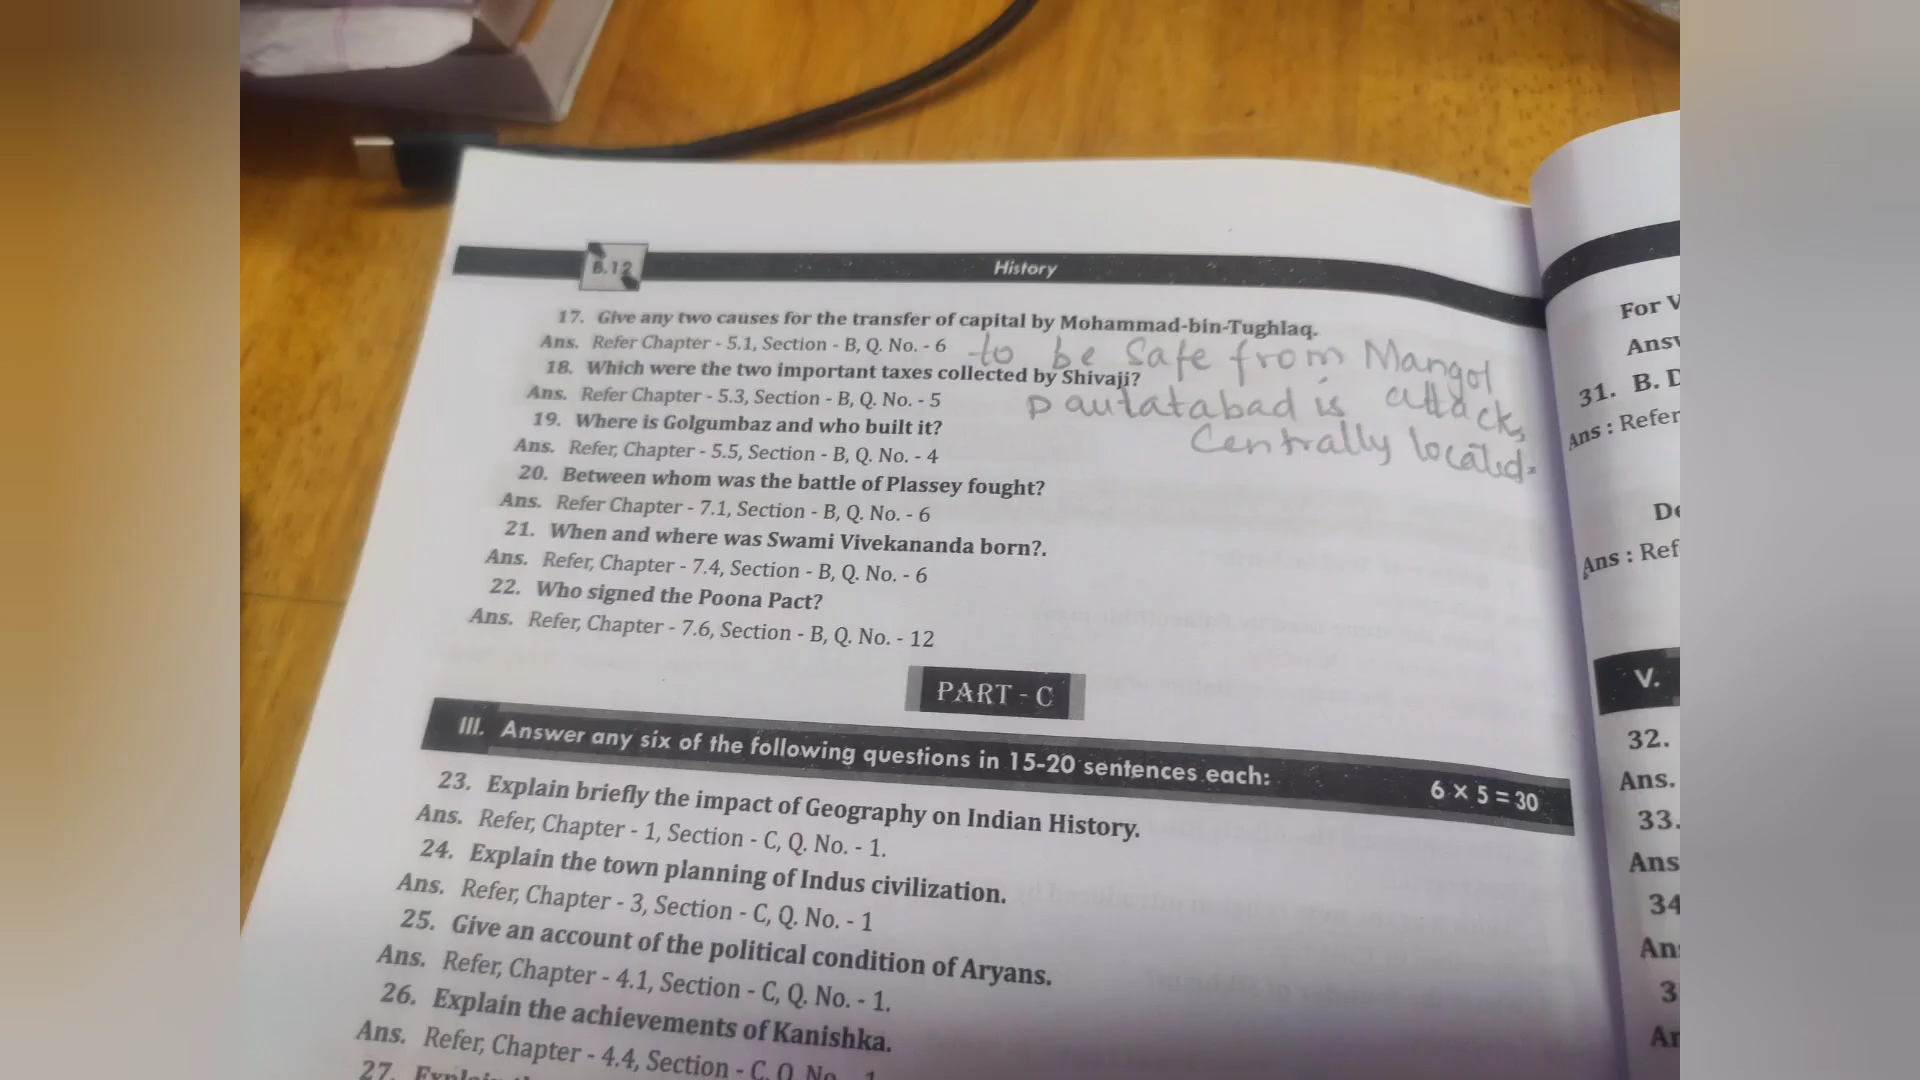 B.12
History
17. Give any two causes for the transfer of capital by Mohammad-bin-Tughlaq.
Ans. Refer Chapter - 5.1, Section - B, Q. No. - 6
to be safe from Mangol
18. Which were the two important taxes collected by Shivaji?
Ans. Refer Chapter - 5.3, Section - B, Q. No. - 5
Daulatabad is attack,
19. Where is Golgumbaz and who built it?
Centrally located.
Ans. Refer, Chapter - 5.5, Section - B, Q. No. - 4
20. Between whom was the battle of Plassey fought?
Ans. Refer Chapter - 7.1, Section - B, Q. No. - 6
21. When and where was Swami Vivekananda born?.
Ans. Refer, Chapter - 7.4, Section - B, Q. No. - 6
22. Who signed the Poona Pact?
Ans. Refer, Chapter - 7.6, Section - B, Q. No. - 12
PART - C
III. Answer any six of the following questions in 15-20 sentences each: 6 × 5 = 30
23. Explain briefly the impact of Geography on Indian History.
Ans. Refer, Chapter - 1, Section - C, Q. No. - 1.
24. Explain the town planning of Indus civilization.
Ans. Refer, Chapter - 3, Section - C, Q. No. - 1
25. Give an account of the political condition of Aryans.
Ans. Refer, Chapter - 4.1, Section - C, Q. No. - 1.
26. Explain the achievements of Kanishka.
Ans. Refer, Chapter - 4.4, Section - C, Q. No. - 1
27. Explain
For
31. B.
Ans : Refer
Ans : Ref
V.
32.
Ans.
33.
Ans
34